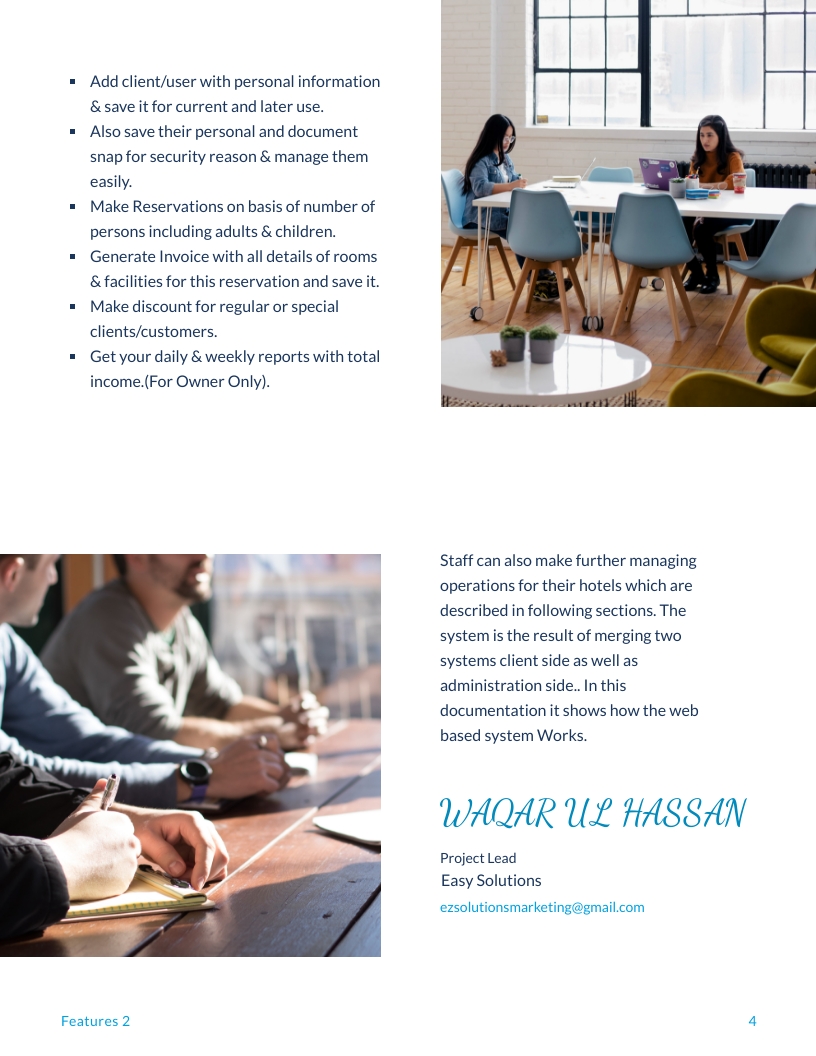 Add client/user with personal information
& save it for current and later use.
Also save their personal and document
snap for security reason & manage them
easily.
Make Reservations on basis of number of
persons including adults & children.
Generate Invoice with all details of rooms
& facilities for this reservation and save it.
Make discount for regular or special
clients/customers.
Get your daily & weekly reports with total
income.(For Owner Only).
Staff can also make further managing
operations for their hotels which are
described in following sections. The
system is the result of merging two
systems client side as well as
administration side.. In this
documentation it shows how the web
based system Works.
WAQAR UL HASSAN
Project Lead
Easy Solutions
ezsolutionsmarketing@gmail.com
Features 2
4